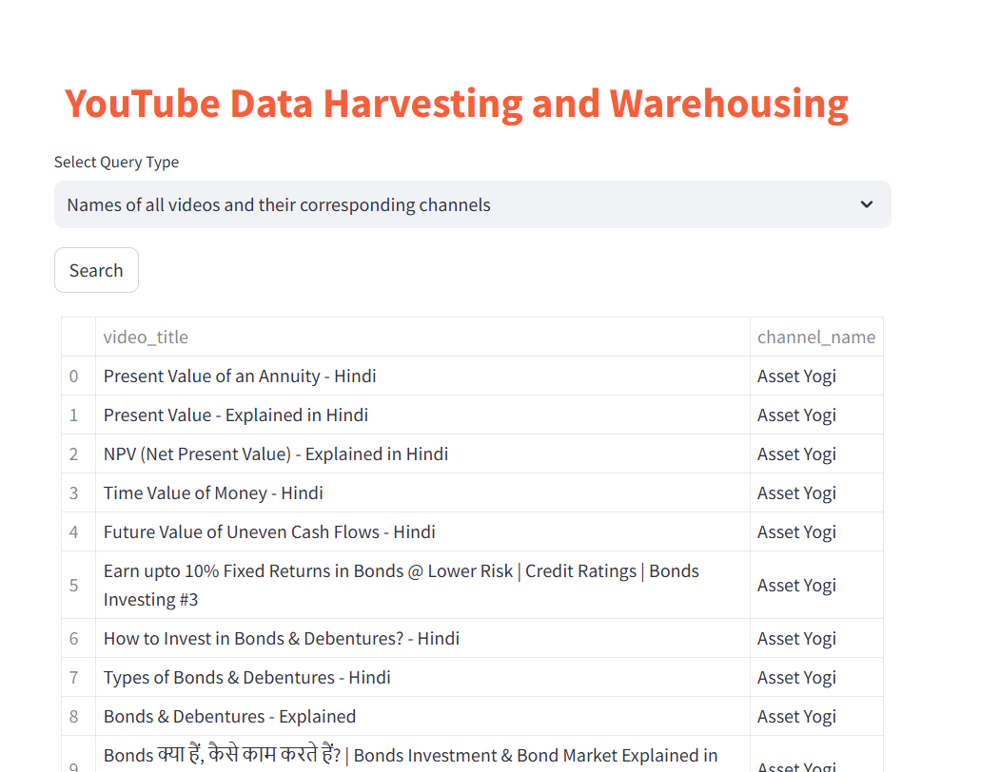 YouTube Data Harvesting and Warehousing
Select Query Type
Names of all videos and their corresponding channels
Search
video_title channel_name
0 Present Value of an Annuity - Hindi Asset Yogi
1 Present Value - Explained in Hindi Asset Yogi
2 NPV (Net Present Value) - Explained in Hindi Asset Yogi
3 Time Value of Money - Hindi Asset Yogi
4 Future Value of Uneven Cash Flows - Hindi Asset Yogi
5 Earn upto 10% Fixed Returns in Bonds @ Lower Risk | Credit Ratings | Bonds
Investing #3 Asset Yogi
6 How to Invest in Bonds & Debentures? - Hindi Asset Yogi
7 Types of Bonds & Debentures - Hindi Asset Yogi
8 Bonds & Debentures - Explained Asset Yogi
9 Bonds क्या हैं, कैसे काम करते हैं? | Bonds Investment & Bond Market Explained in Asset Yogi